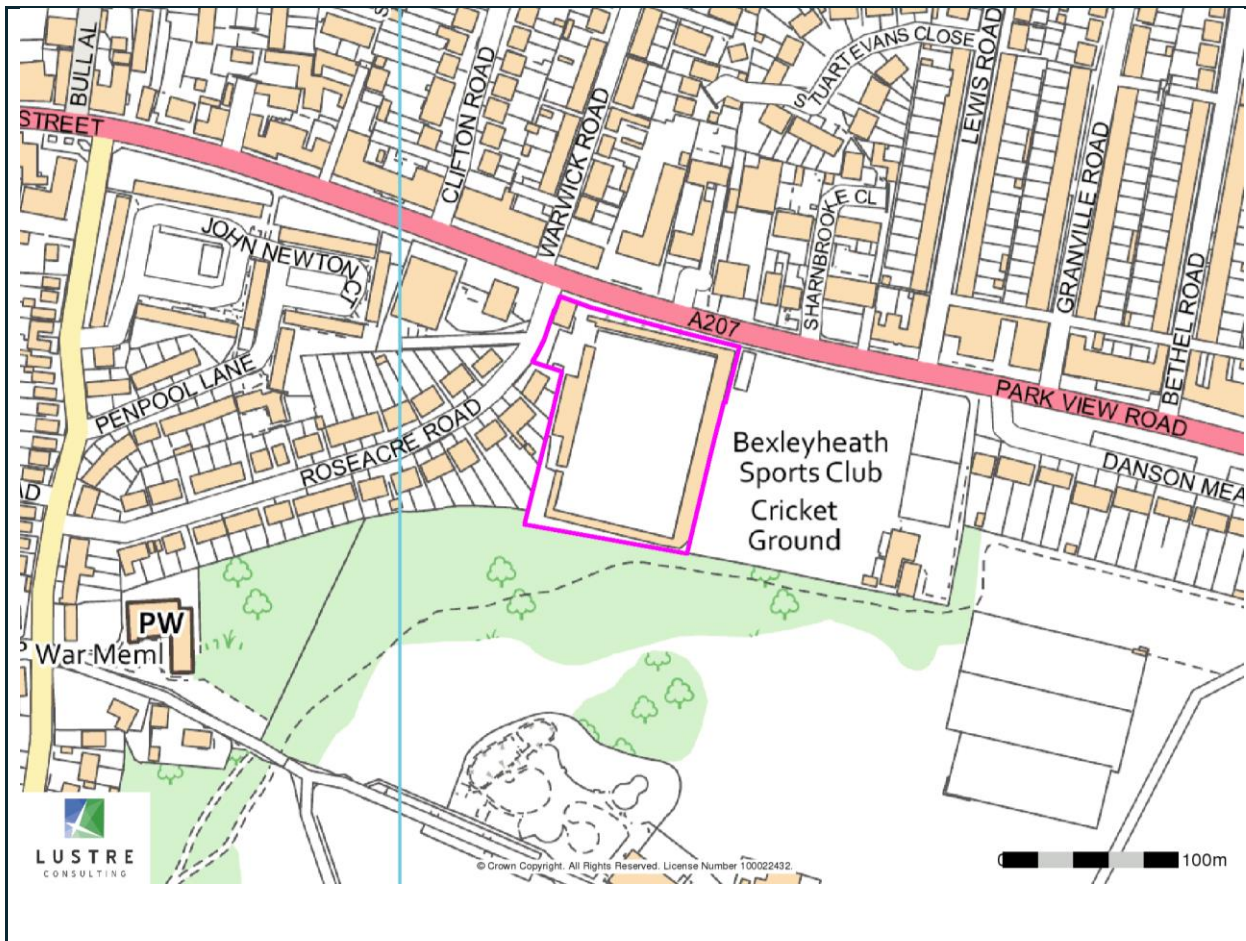 BULL AL
STREET
CLIFTON ROAD
WARWICK ROAD
STUART EVANS CLOSE
LEWIS ROAD
GRANVILLE ROAD
BETHEL ROAD
SHARNBROOKE CL
JOHN NEWTON CT
PENPOOL LANE
ROSEACRE ROAD
A207
PARK VIEW ROAD
DANSON MEA
Bexleyheath
Sports Club
Cricket
Ground
AD
PW
War Meml
LUSTRE
CONSULTING
© Crown Copyright. All Rights Reserved. License Number 100022432.
0
100m